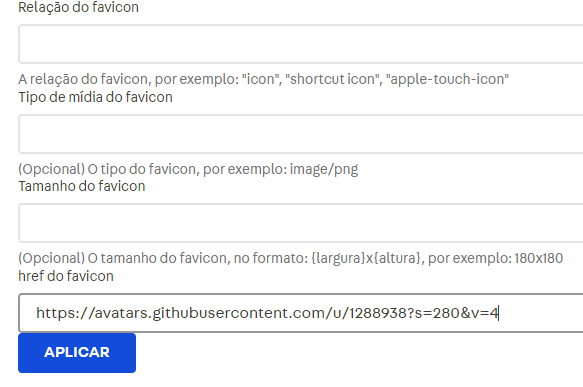 Relação do favicon
A relação do favicon, por exemplo: "icon", "shortcut icon", "apple-touch-icon"
Tipo de mídia do favicon
(Opcional) O tipo do favicon, por exemplo: image/png
Tamanho do favicon
(Opcional) O tamanho do favicon, no formato: {largura}x{altura}, por exemplo: 180x180
href do favicon
https://avatars.githubusercontent.com/u/1288938?s=280&v=4
APLICAR